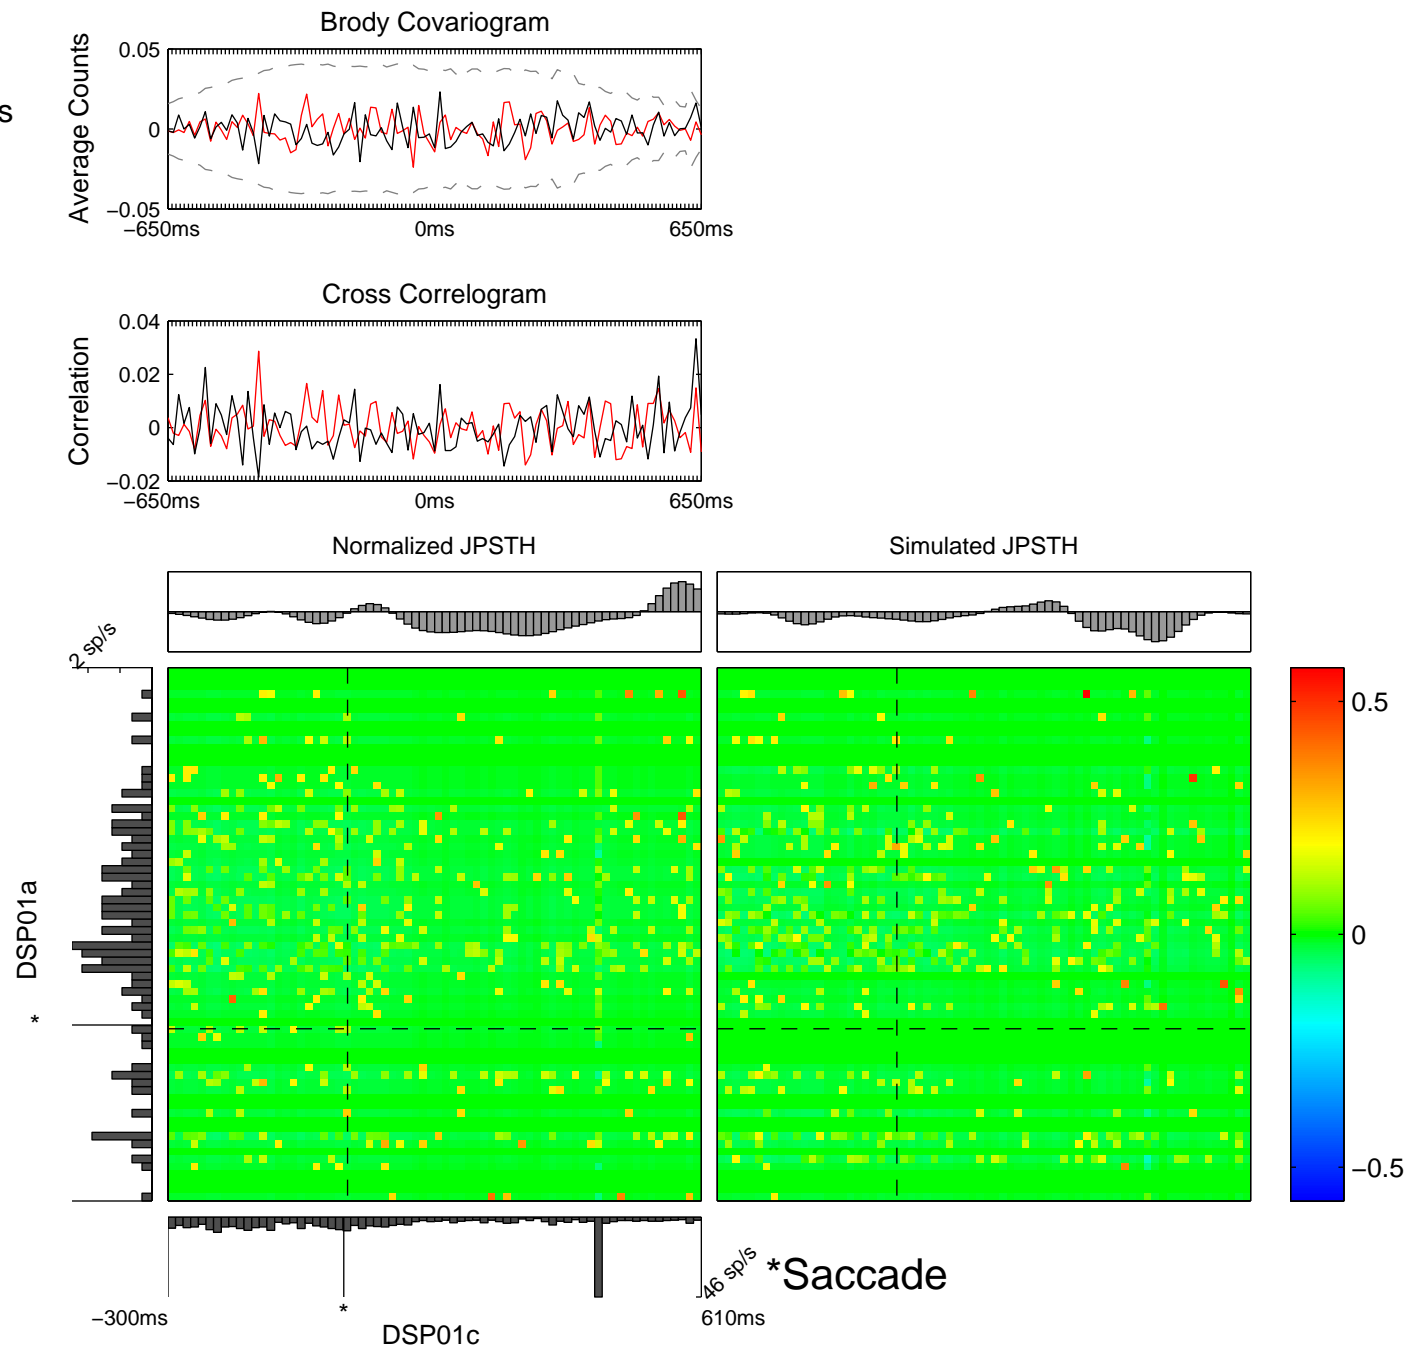 Brody Covariogram
s
Average Counts
0.05
0
−0.05
−650ms
0ms
650ms
Cross Correlogram
Correlation
0.04
0.02
0
−0.02
−650ms
0ms
650ms
Normalized JPSTH
Simulated JPSTH
2 sp/s
DSP01a
*
0.5
0
−0.5
46 sp/s
*Saccade
*
−300ms
610ms
DSP01c